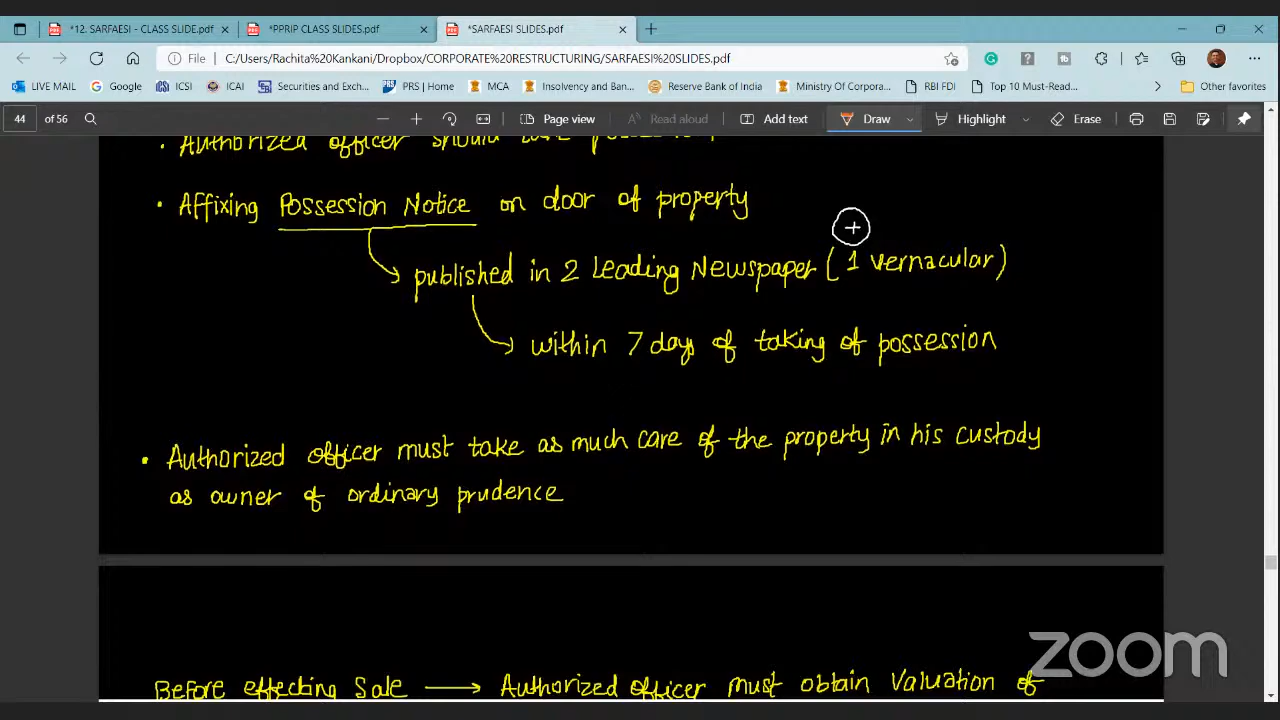 *12. SARFAESI - CLASS SLIDE.pdf
*PPRIP CLASS SLIDES.pdf
*SARFAESI SLIDES.pdf
File
C:/Users/Rachita%20Kankani/Dropbox/CORPORATE%20RESTRUCTURING/SARFAESI%20SLIDES.pdf
LIVE MAIL Google ICSI ICAI Securities and Exch... PRS | Home MCA Insolvency and Ban... Reserve Bank of India Ministry Of Corpora... RBI FDI Top 10 Must-Read... Other favorites
44 of 56 Page view Read aloud Add text Draw Highlight Erase
• Authorized officer should
• Affixing Possession Notice on door of property
published in 2 Leading Newspaper (1 vernacular)
within 7 days of taking of possession
• Authorized officer must take as much care of the property in his custody
as owner of ordinary prudence
zoom
Before effecting Sale → Authorized officer must obtain Valuation of